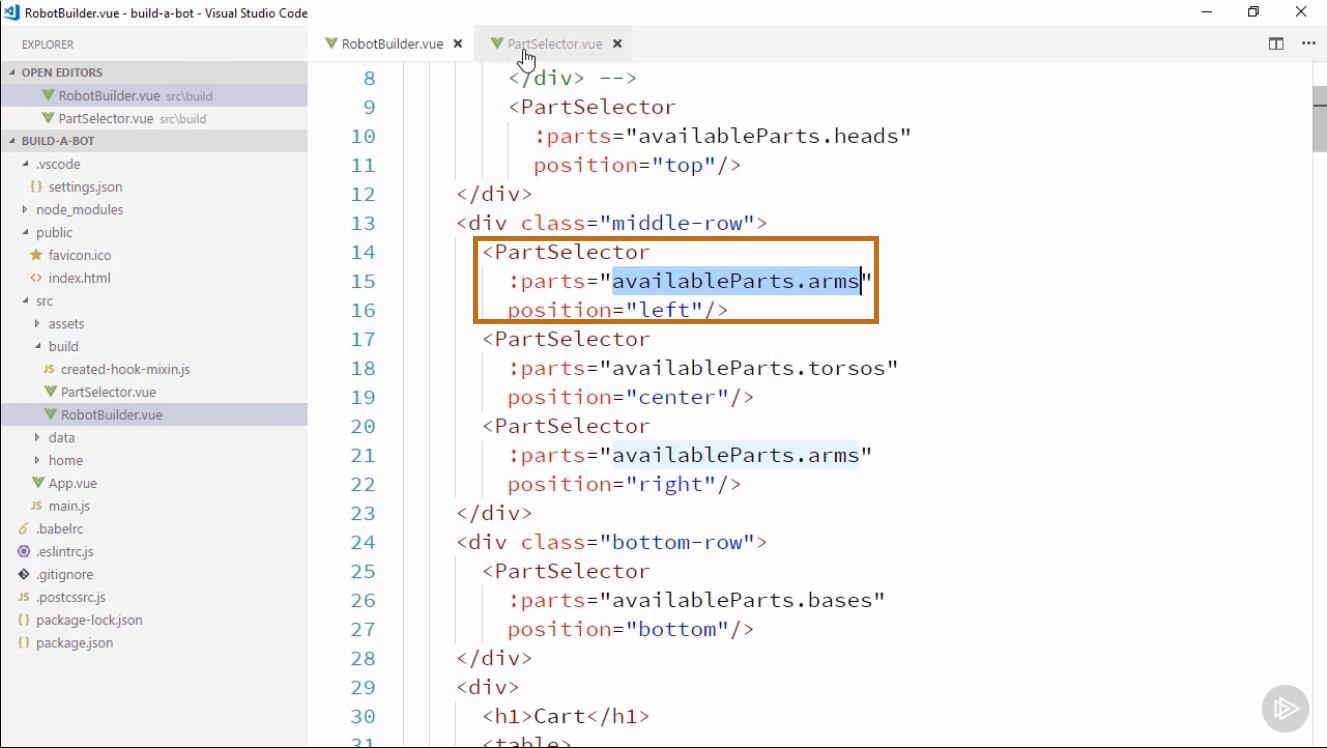 RobotBuilder.vue - build-a-bot - Visual Studio Code
EXPLORER
OPEN EDITORS
RobotBuilder.vue src\build
PartSelector.vue src\build
BUILD-A-BOT
.vscode
{} settings.json
node_modules
public
favicon.ico
<> index.html
src
assets
build
JS created-hook-mixin.js
PartSelector.vue
RobotBuilder.vue
data
home
App.vue
JS main.js
.babelrc
.eslintrc.js
.gitignore
JS .postcssrc.js
{} package-lock.json
{} package.json
RobotBuilder.vue PartSelector.vue
8 </div> -->
9 <PartSelector
10 :parts="availableParts.heads"
11 position="top"/>
12 </div>
13 <div class="middle-row">
14 <PartSelector
15 :parts="availableParts.arms"
16 position="left"/>
17 <PartSelector
18 :parts="availableParts.torsos"
19 position="center"/>
20 <PartSelector
21 :parts="availableParts.arms"
22 position="right"/>
23 </div>
24 <div class="bottom-row">
25 <PartSelector
26 :parts="availableParts.bases"
27 position="bottom"/>
28 </div>
29 <div>
30 <h1>Cart</h1>
31 <table>